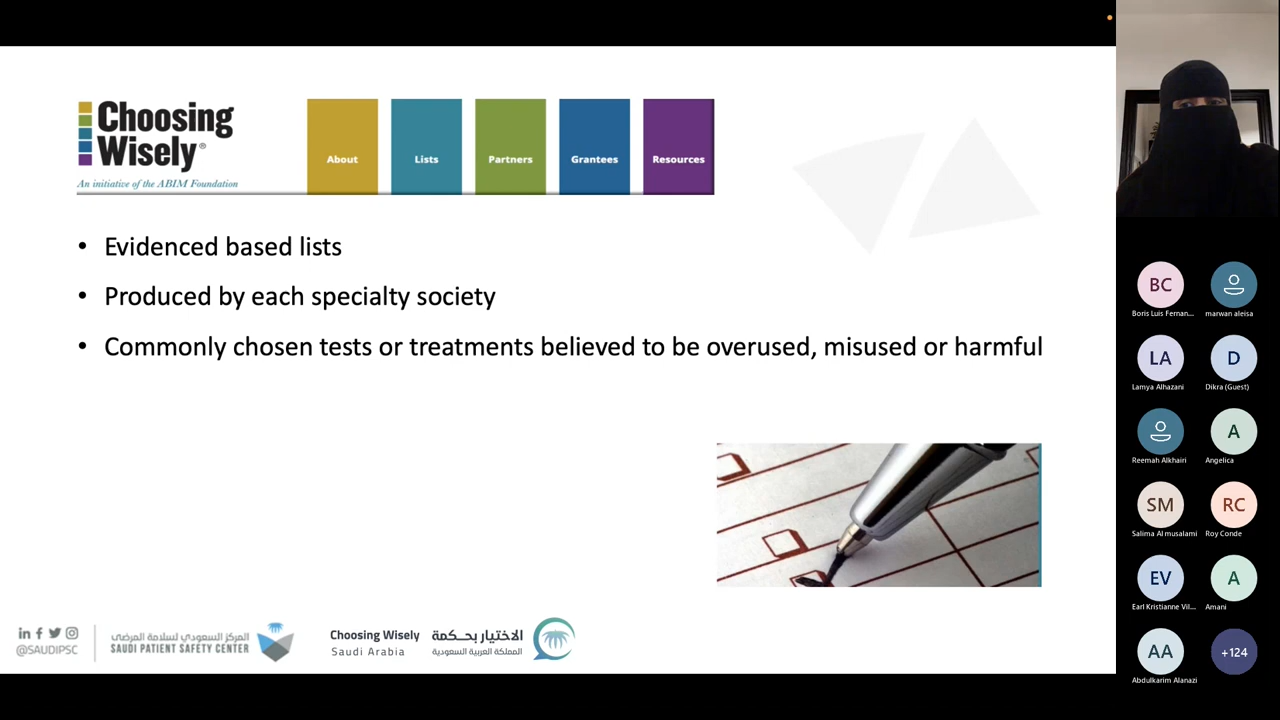 Choosing
Wisely®
An initiative of the ABIM Foundation
About
Lists
Partners
Grantees
Resources
• Evidenced based lists
• Produced by each specialty society
• Commonly chosen tests or treatments believed to be overused, misused or harmful
@SAUDIPSC
المركز السعودي لسلامة المرضى
SAUDI PATIENT SAFETY CENTER
Choosing Wisely
Saudi Arabia
الاختيار بحكمة
المملكة العربية السعودية
BC
Boris Luis Fernan...
marwan aleisa
LA
Lamya Alhazani
D
Dikra (Guest)
Reemah Alkhairi
A
Angelica
SM
Salima Al musalami
RC
Roy Conde
EV
Earl Kristianne Vil...
A
Amani
AA
Abdulkarim Alanazi
+124